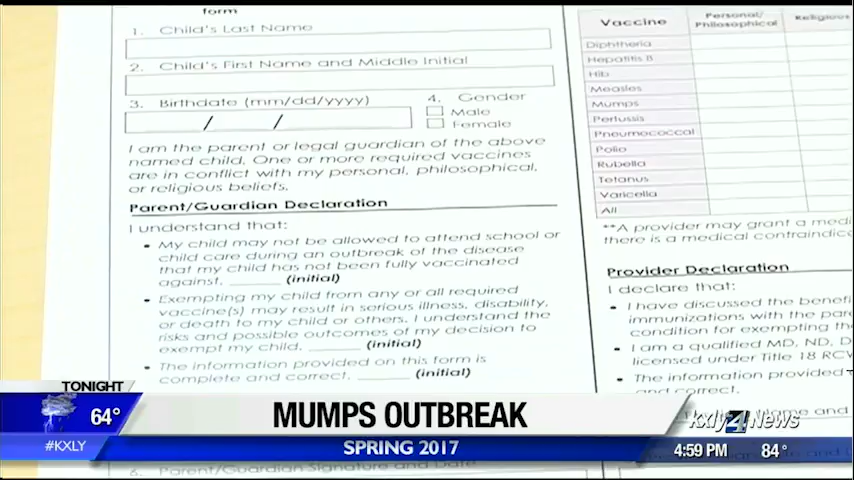 form
1. Child's Last Name
2. Child's First Name and Middle Initial
3. Birthdate (mm/dd/yyyy)
/ /
4. Gender
Male
Female
I am the parent or legal guardian of the above
named child. One or more required vaccines
are in conflict with my personal, philosophical,
or religious beliefs.
Parent/Guardian Declaration
I understand that:
• My child may not be allowed to attend school or
child care during an outbreak of the disease
that my child has not been fully vaccinated
against. ______ (initial)
• Exempting my child from any or all required
vaccine(s) may result in serious illness, disability,
or death to my child or others. I understand the
risks and possible outcomes of my decision to
exempt my child. ______ (initial)
• The information provided on this form is
complete and correct. ______ (initial)
6. Parent/Guardian Signature and Date
Vaccine
Personal/
Philosophical
Religious
Diphtheria
Hepatitis B
Hib
Measles
Mumps
Pertussis
Pneumococcal
Polio
Rubella
Tetanus
Varicella
All
**A provider may grant a medi
there is a medical contraindic
Provider Declaration
I declare that:
• I have discussed the benefi
immunizations with the pare
condition for exempting the
• I am a qualified MD, ND, D
licensed under Title 18 RCW
• The information provided
and correct.
TONIGHT
64°
#KXLY
MUMPS OUTBREAK
SPRING 2017
kxly4 News
4:59 PM 84°